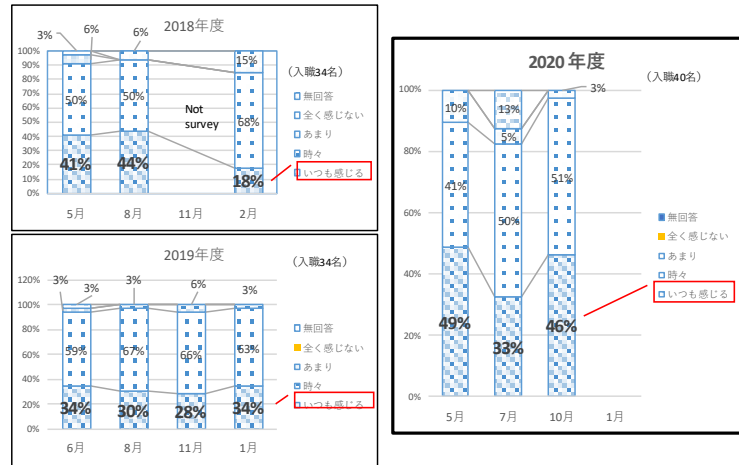 2018年度
3% 6% 6%
100%
90%
80%
70%
60%
50%
40%
30%
20%
10%
0%
50% 50% 15%
68%
41% 44% 18%
Not
survey
5月 8月 11月 2月
(入職34名)
無回答
全く感じない
あまり
時々
いつも感じる
2019年度
3% 3% 3% 6% 3%
120%
100%
80%
60%
40%
20%
0%
59% 67% 66% 63%
34% 30% 28% 34%
6月 8月 11月 1月
(入職34名)
無回答
全く感じない
あまり
時々
いつも感じる
2020 年度
(入職40名)
100%
80%
60%
40%
20%
0%
10% 13% 3%
5%
41% 50% 51%
49% 33% 46%
5月 7月 10月 1月
無回答
全く感じない
あまり
時々
いつも感じる